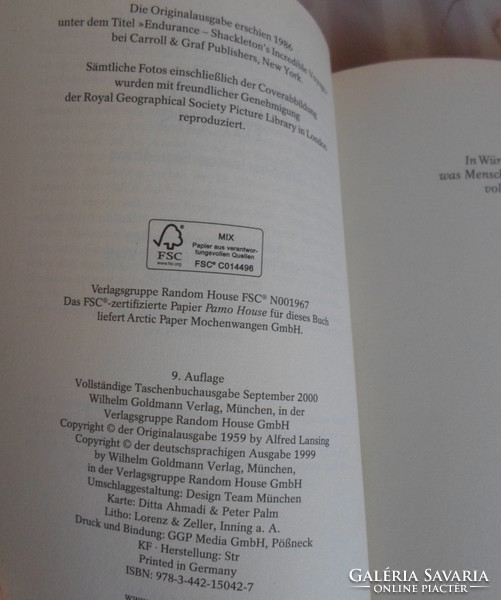 Die Originalausgabe erschien 1986
unter dem Titel »Endurance – Shackleton's Incredible Voyage«
bei Carroll & Graf Publishers, New York.
Sämtliche Fotos einschließlich der Coverabbildung
wurden mit freundlicher Genehmigung
der Royal Geographical Society Picture Library in London
reproduziert.
FSC
www.fsc.org
MIX
Papier aus verantwor-
tungsvollen Quellen
FSC® C014496
Verlagsgruppe Random House FSC® N001967
Das FSC®-zertifizierte Papier Pamo House für dieses Buch
liefert Arctic Paper Mochenwangen GmbH.
9. Auflage
Vollständige Taschenbuchausgabe September 2000
Wilhelm Goldmann Verlag, München, in der
Verlagsgruppe Random House GmbH
Copyright © der Originalausgabe 1959 by Alfred Lansing
Copyright © der deutschsprachigen Ausgabe 1999
by Wilhelm Goldmann Verlag, München,
in der Verlagsgruppe Random House GmbH
Umschlaggestaltung: Design Team München
Karte: Ditta Ahmadi & Peter Palm
Litho: Lorenz & Zeller, Inning a. A.
Druck und Bindung: GGP Media GmbH, Pößneck
KF · Herstellung: Str
Printed in Germany
ISBN: 978-3-442-15042-7
In Wür
was Mensch
vol
GALÉRIA SAVARIA
ONLINE PIACTÉR